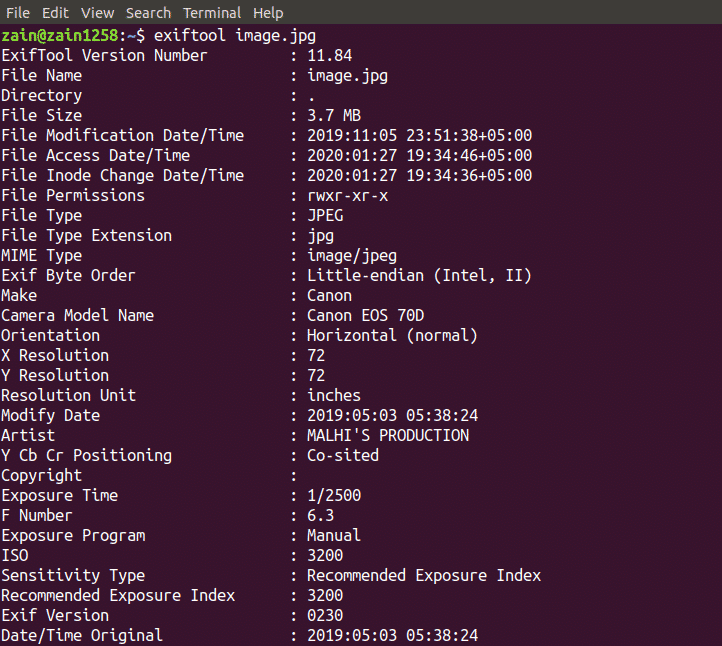 File Edit View Search Terminal Help
zain@zain1258:~$ exiftool image.jpg
ExifTool Version Number : 11.84
File Name : image.jpg
Directory : .
File Size : 3.7 MB
File Modification Date/Time : 2019:11:05 23:51:38+05:00
File Access Date/Time : 2020:01:27 19:34:46+05:00
File Inode Change Date/Time : 2020:01:27 19:34:36+05:00
File Permissions : rwxr-xr-x
File Type : JPEG
File Type Extension : jpg
MIME Type : image/jpeg
Exif Byte Order : Little-endian (Intel, II)
Make : Canon
Camera Model Name : Canon EOS 70D
Orientation : Horizontal (normal)
X Resolution : 72
Y Resolution : 72
Resolution Unit : inches
Modify Date : 2019:05:03 05:38:24
Artist : MALHI'S PRODUCTION
Y Cb Cr Positioning : Co-sited
Copyright :
Exposure Time : 1/2500
F Number : 6.3
Exposure Program : Manual
ISO : 3200
Sensitivity Type : Recommended Exposure Index
Recommended Exposure Index : 3200
Exif Version : 0230
Date/Time Original : 2019:05:03 05:38:24